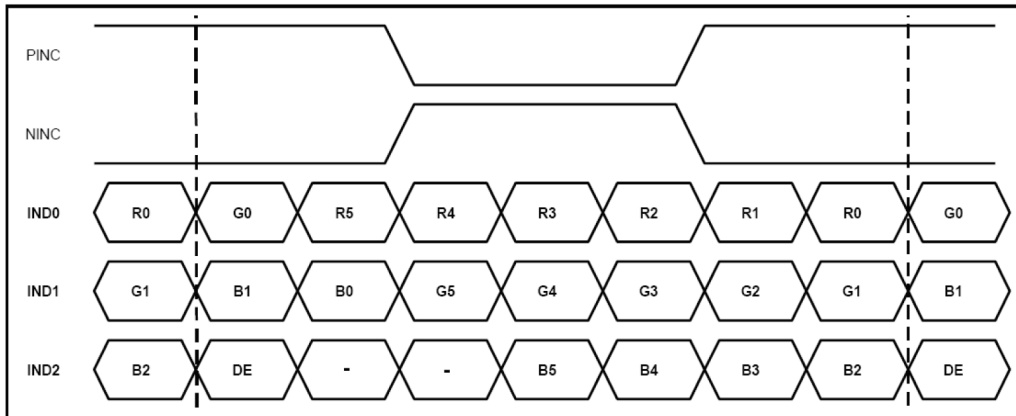 PINC
NINC
IND0 R0 G0 R5 R4 R3 R2 R1 R0 G0
IND1 G1 B1 B0 G5 G4 G3 G2 G1 B1
IND2 B2 DE - - B5 B4 B3 B2 DE